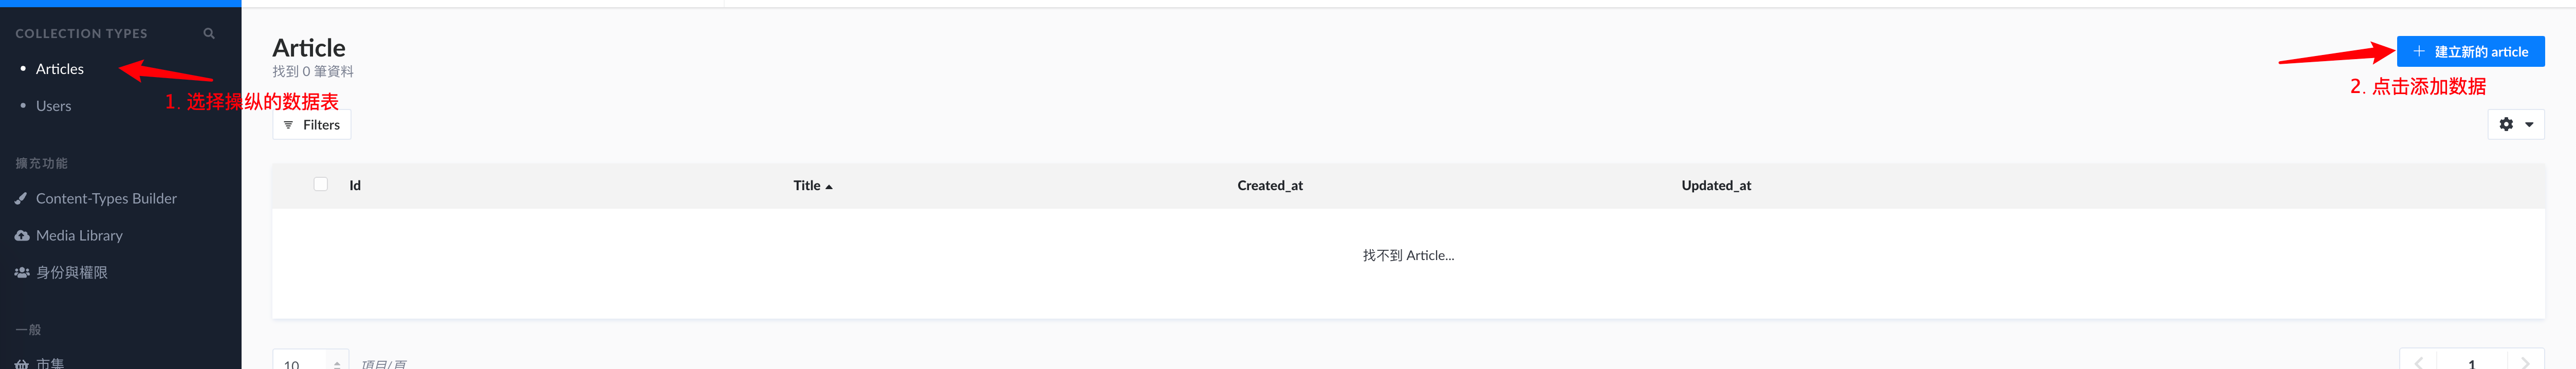 COLLECTION TYPES
Articles
Users
擴充功能
Content-Types Builder
Media Library
身份與權限
一般
市集
1. 选择操纵的数据表
Article
找到 0 筆資料
建立新的 article
2. 点击添加数据
Filters
Id Title Created_at Updated_at
找不到 Article...
10 項目/頁
1